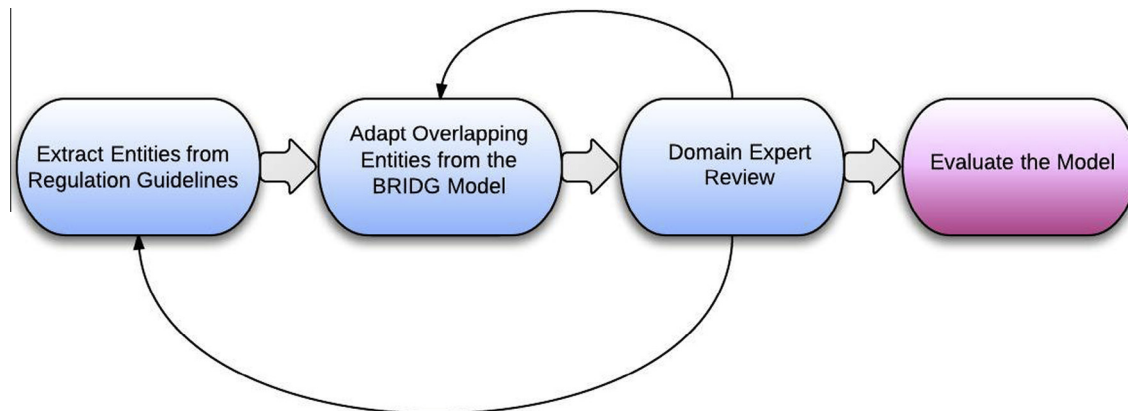 Extract Entities from
Regulation Guidelines
Adapt Overlapping
Entities from the
BRIDG Model
Domain Expert
Review
Evaluate the Model